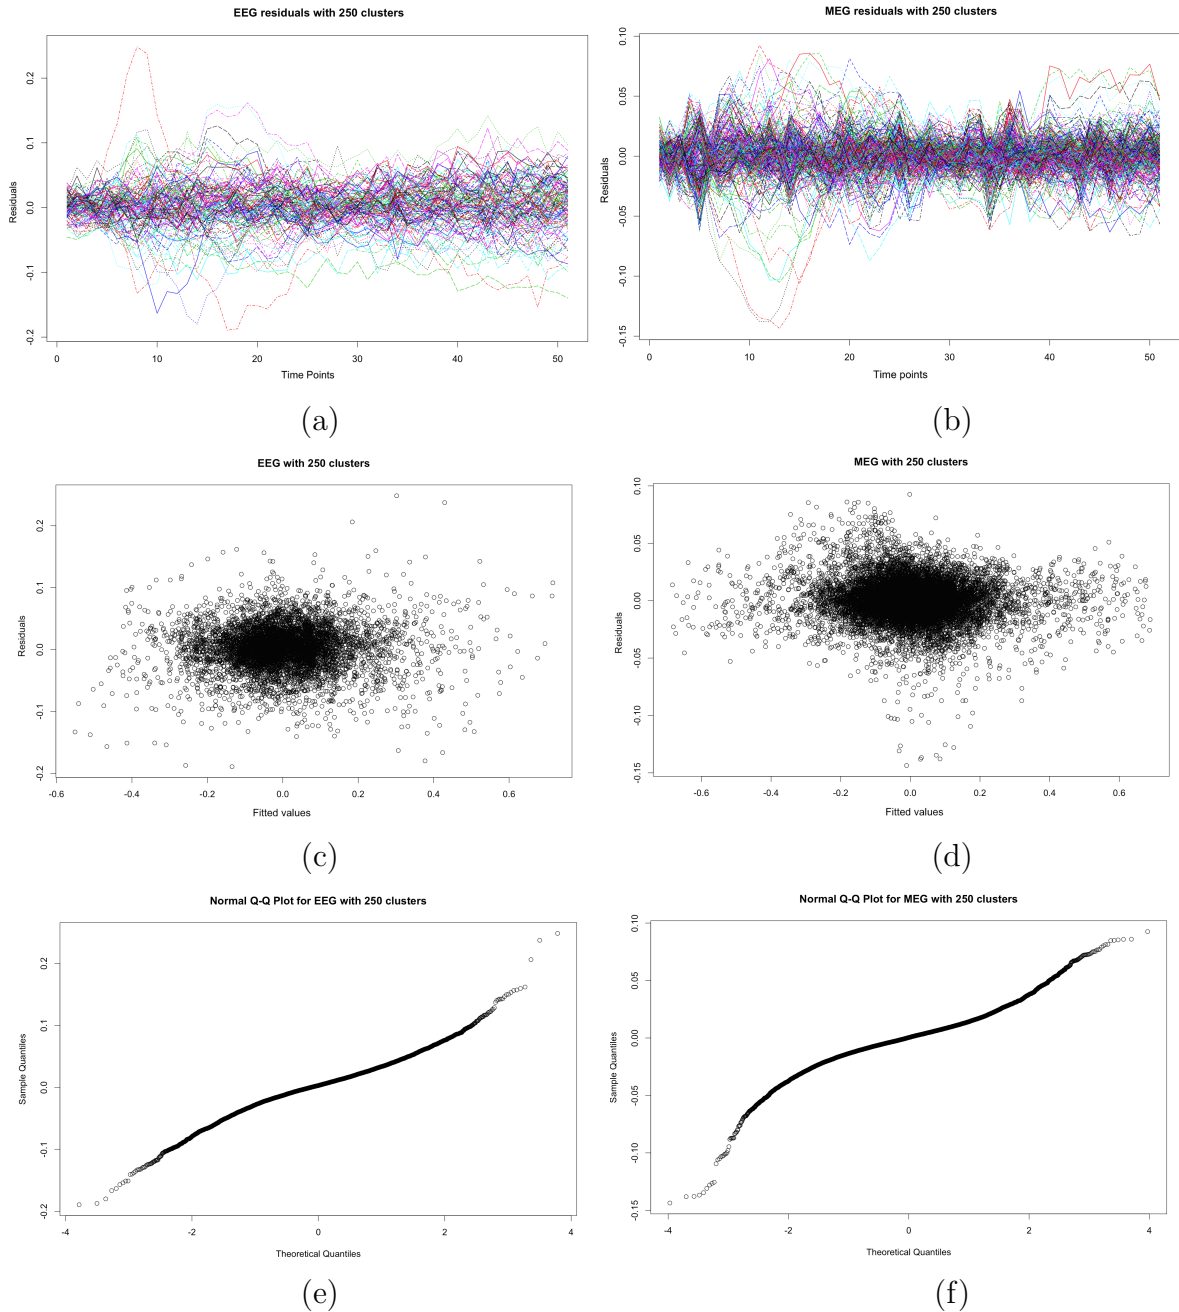 EEG residuals with 250 clusters
Residuals
0.2
0.1
0.0
-0.1
-0.2
0 10 20 30 40 50
Time Points
(a)
MEG residuals with 250 clusters
Residuals
0.10
0.05
0.00
-0.05
-0.10
-0.15
0 10 20 30 40 50
Time points
(b)
EEG with 250 clusters
Residuals
0.2
0.1
0.0
-0.1
-0.2
-0.6 -0.4 -0.2 0.0 0.2 0.4 0.6
Fitted values
(c)
MEG with 250 clusters
Residuals
0.10
0.05
0.00
-0.05
-0.10
-0.15
-0.6 -0.4 -0.2 0.0 0.2 0.4 0.6
Fitted values
(d)
Normal Q-Q Plot for EEG with 250 clusters
Sample Quantiles
0.2
0.1
0.0
-0.1
-0.2
-4 -2 0 2 4
Theoretical Quantiles
(e)
Normal Q-Q Plot for MEG with 250 clusters
Sample Quantiles
0.10
0.05
0.00
-0.05
-0.10
-0.15
-4 -2 0 2 4
Theoretical Quantiles
(f)